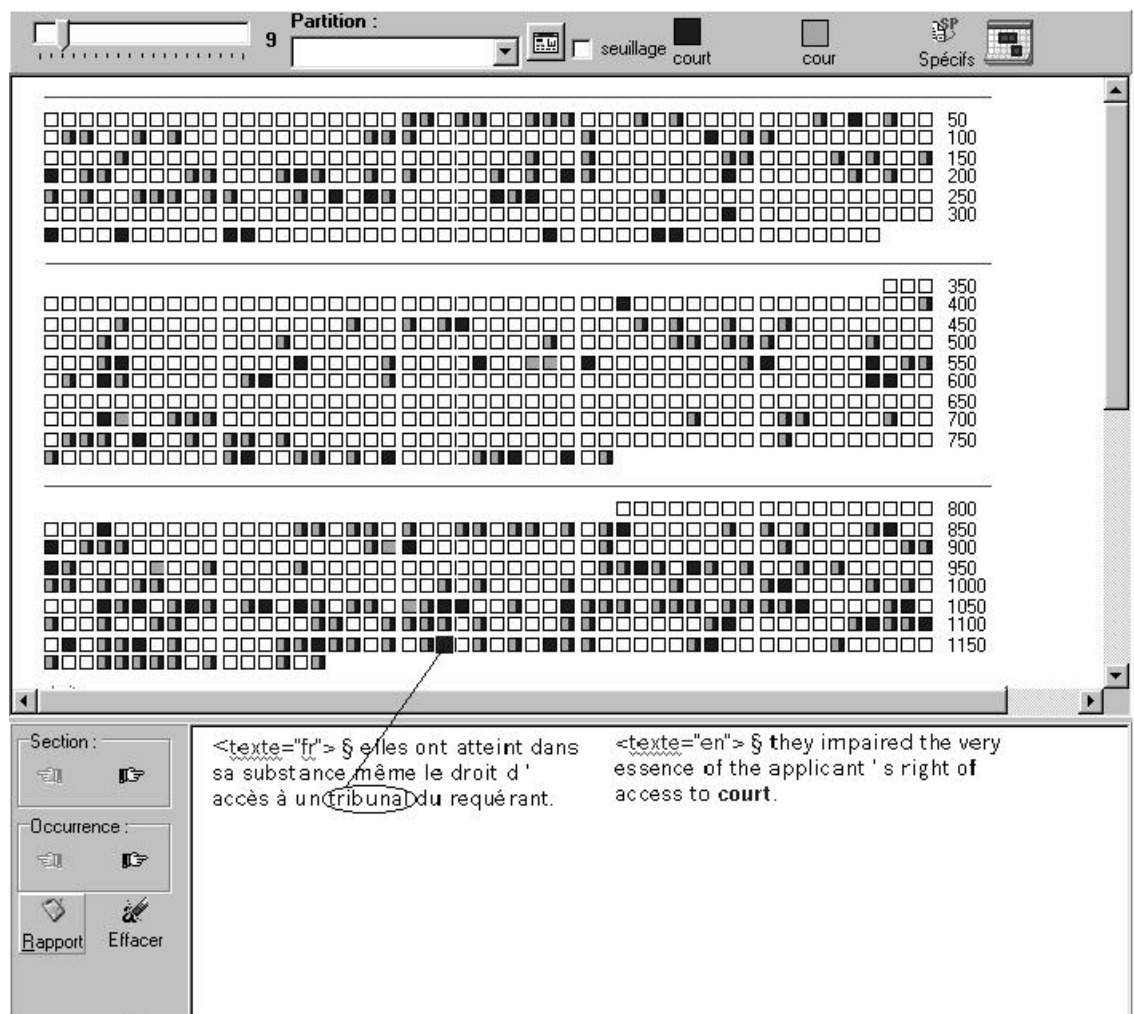 Partition :
9
seuillage
court
cour
SP
Spécifs
50
100
150
200
250
300
350
400
450
500
550
600
650
700
750
800
850
900
950
1000
1050
1100
1150
Section :
Occurrence :
Rapport
Effacer
<texte="fr"> § elles ont atteint dans
sa substance même le droit d '
accès à un tribunal du requérant.
<texte="en"> § they impaired the very
essence of the applicant ' s right of
access to court.